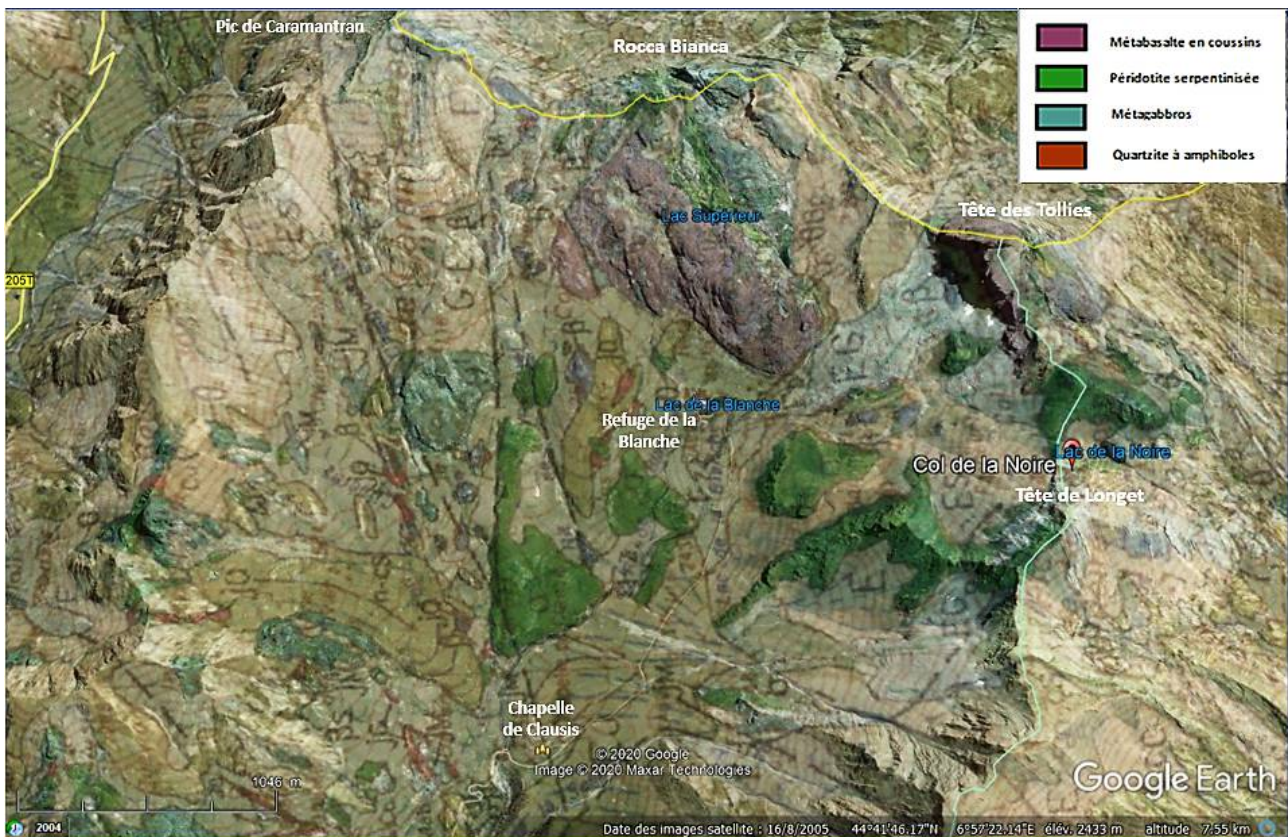 Pic de Caramantran
Rocca Bianca
Métabasalte en coussins
Péridotite serpentinisée
Métagabbros
Quartzite à amphiboles
Lac Supérieur
Tête des Tollies
205T
Lac de la Blanche
Refuge de la
Blanche
Lac de la Noire
Col de la Noire
Tête de Longet
Chapelle
de Clausis
© 2020 Google
Image © 2020 Maxar Technologies
1046 m
Google Earth
2004
Date des images satellite : 16/8/2005 44°41'46.17"N 6°57'22.14"E élév. 2433 m altitude 7.55 km